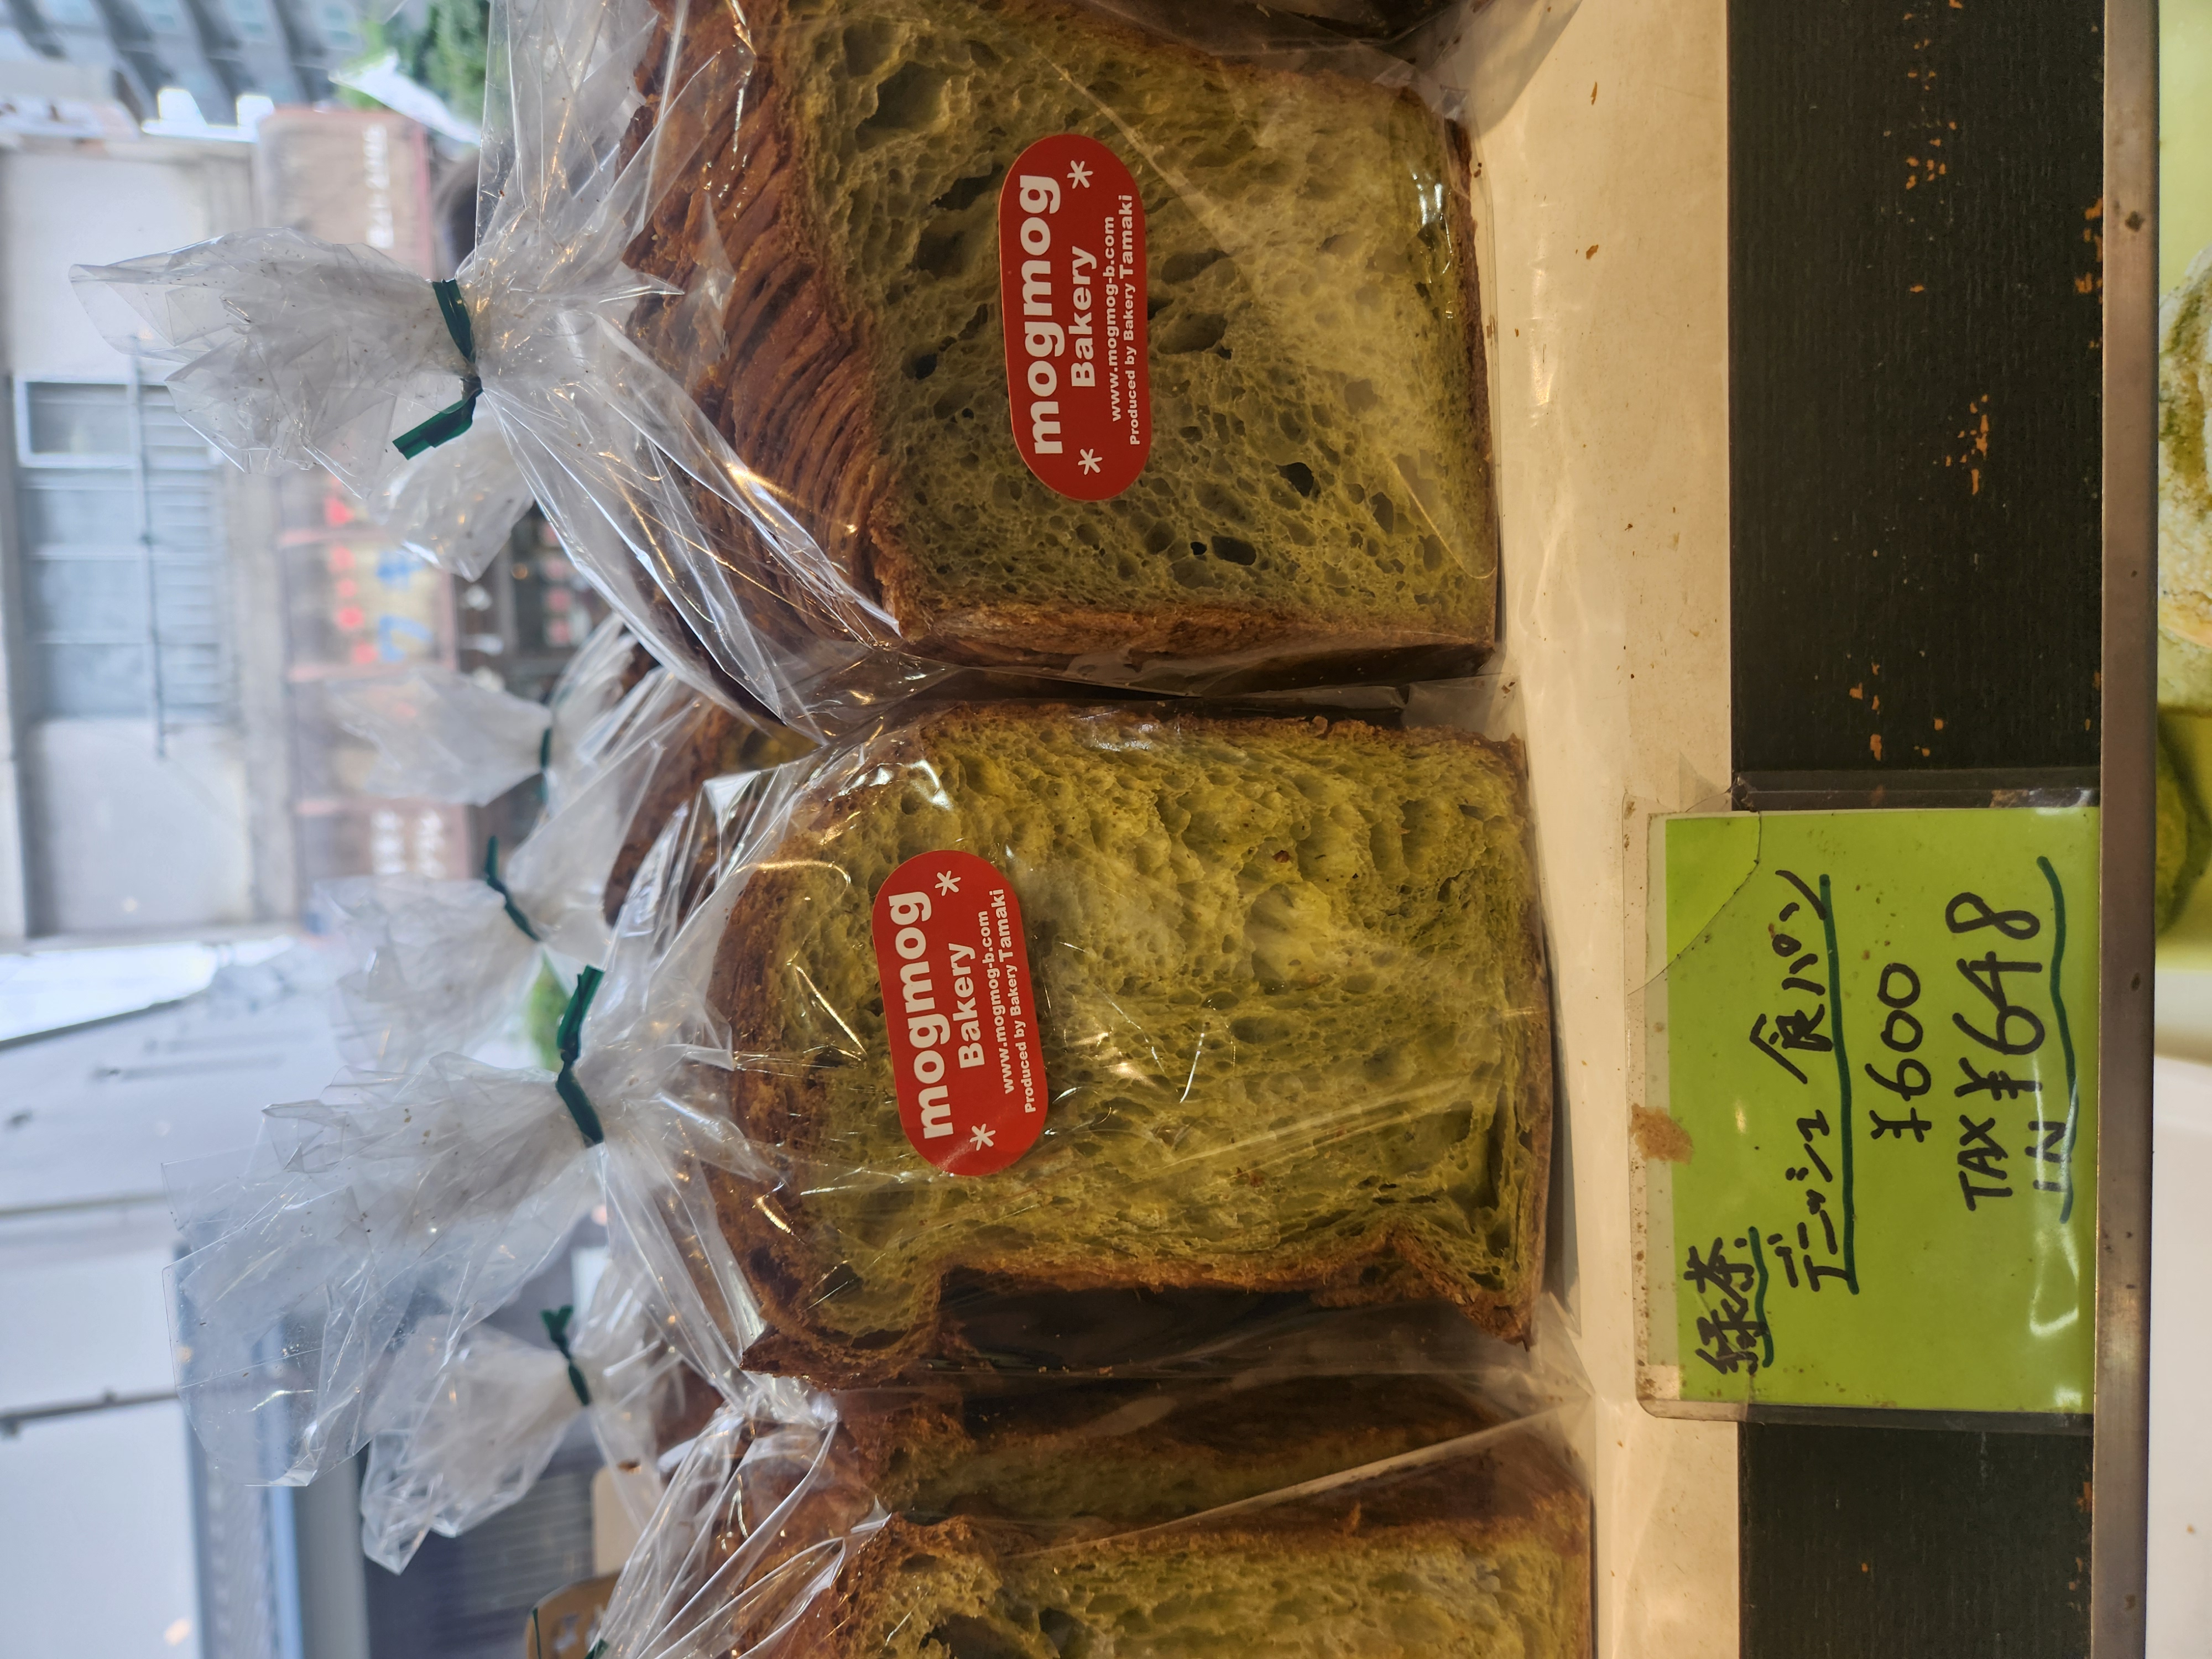 mogmog
Bakery
www.mogmog-b.com
Produced by Bakery Tamaki
mogmog
Bakery
www.mogmog-b.com
Produced by Bakery Tamaki
緑茶
デニッシュ食パン
¥600
TAX ¥648
IN